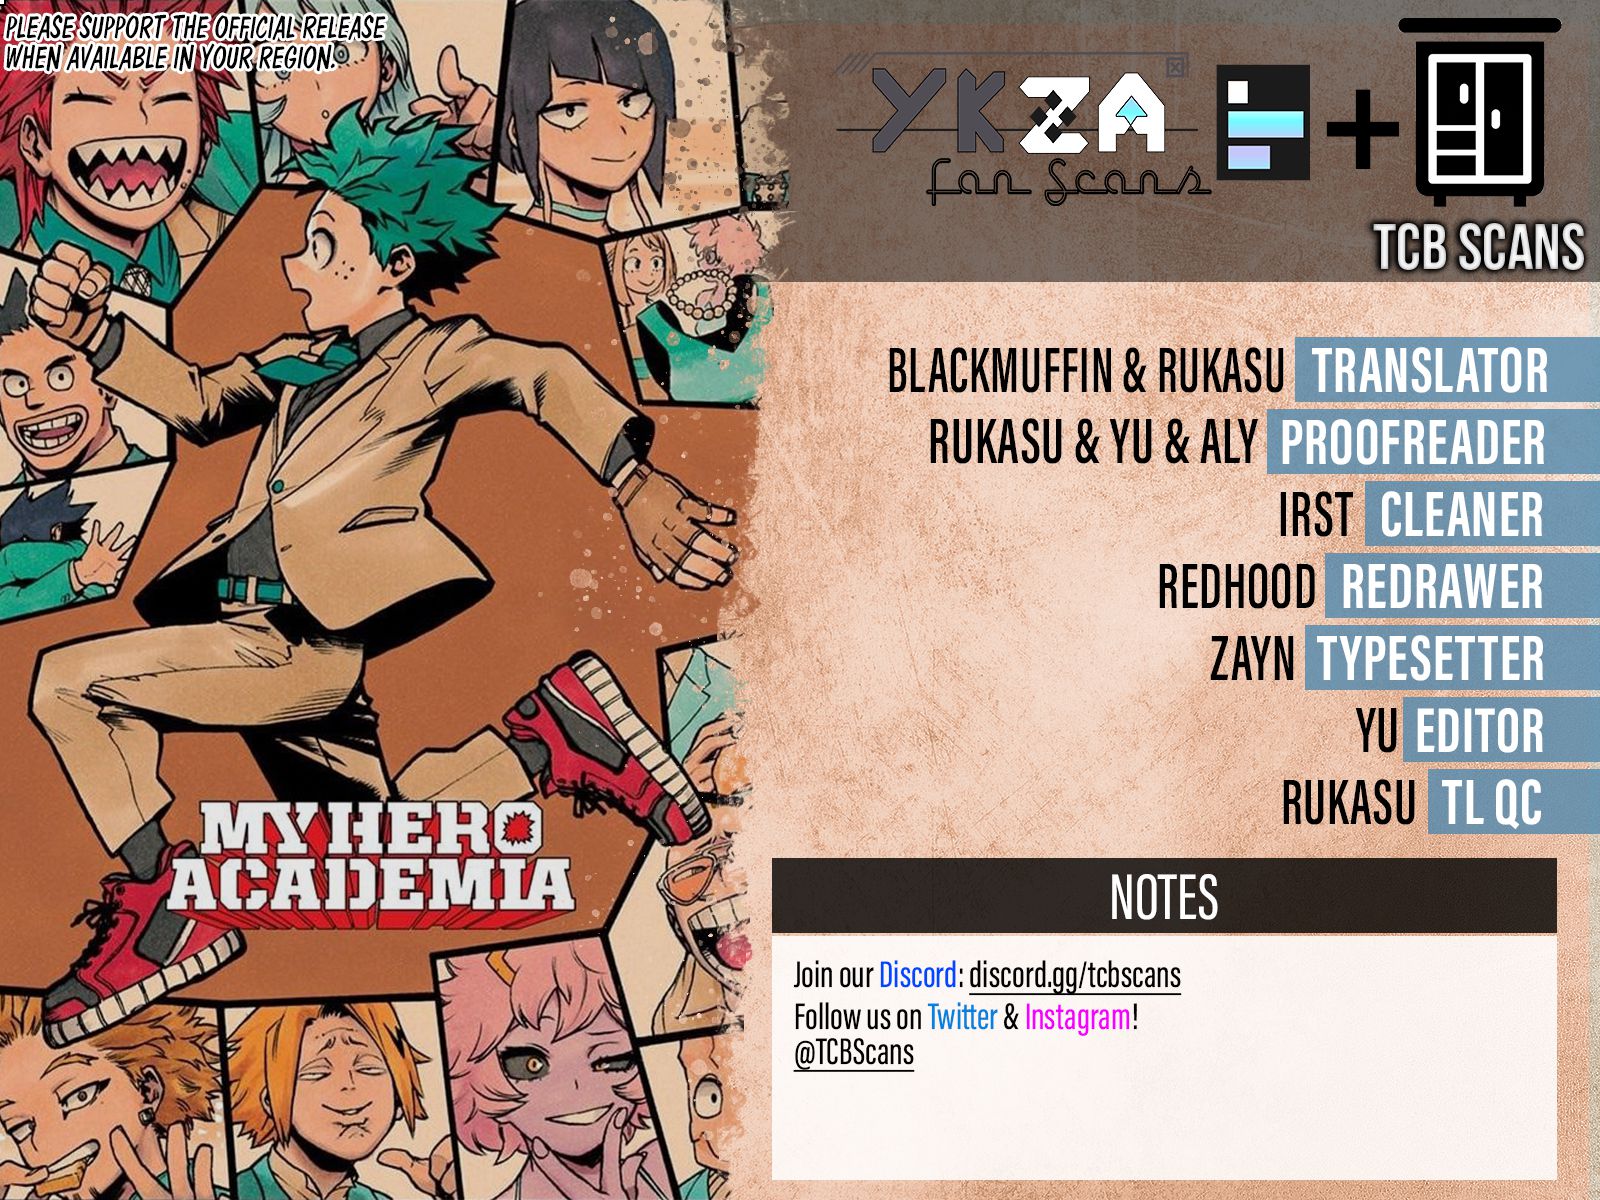 PLEASE SUPPORT THE OFFICIAL RELEASE
WHEN AVAILABLE IN YOUR REGION.
YKZA
Fan Scans
+
TCB SCANS
BLACKMUFFIN & RUKASU TRANSLATOR
RUKASU & YU & ALY PROOFREADER
IRST CLEANER
REDHOOD REDRAWER
ZAYN TYPESETTER
YU EDITOR
RUKASU TL QC
MY HERO
ACADEMIA
NOTES
Join our Discord: discord.gg/tcbscans
Follow us on Twitter & Instagram!
@TCBScans